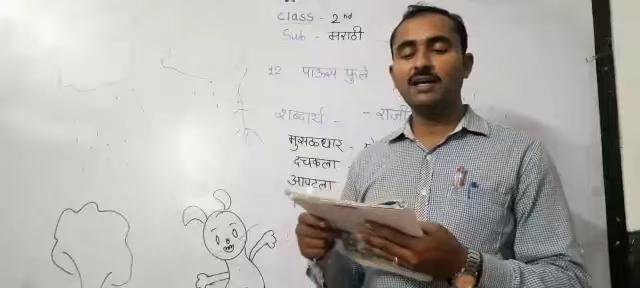 Class - 2nd
Sub - मराठी
12 पाऊस फुले
शब्दार्थ - - राजी
मुसळधार -
दचकला
आपटला